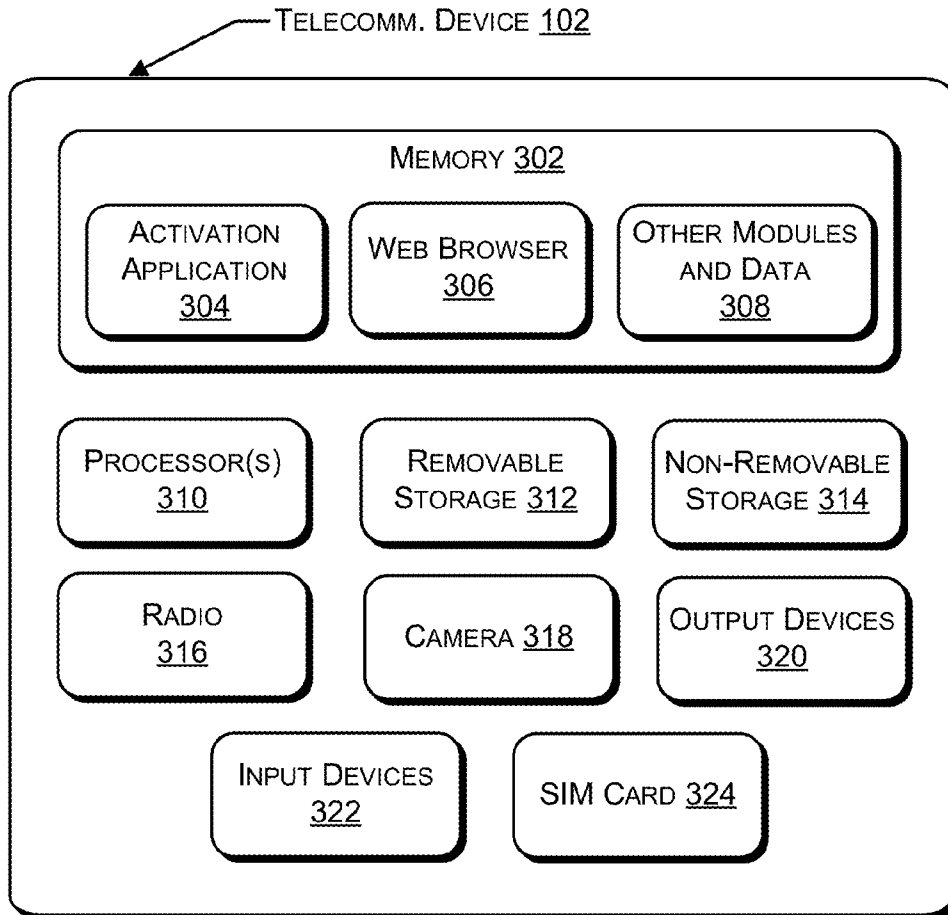 TELECOMM. DEVICE 102
MEMORY 302
ACTIVATION
APPLICATION
304
WEB BROWSER
306
OTHER MODULES
AND DATA
308
PROCESSOR(S)
310
REMOVABLE
STORAGE 312
NON-REMOVABLE
STORAGE 314
RADIO
316
CAMERA 318
OUTPUT DEVICES
320
INPUT DEVICES
322
SIM CARD 324